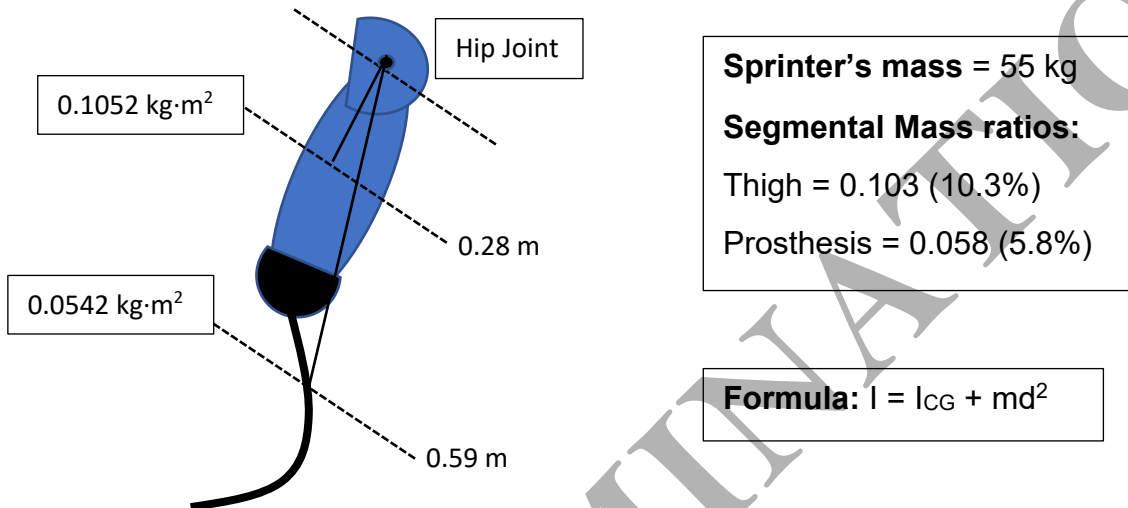 Hip Joint
0.1052 kg·m²
0.28 m
0.0542 kg·m²
0.59 m
Sprinter's mass = 55 kg
Segmental Mass ratios:
Thigh = 0.103 (10.3%)
Prosthesis = 0.058 (5.8%)
Formula: I = ICG + md²
MINATIO